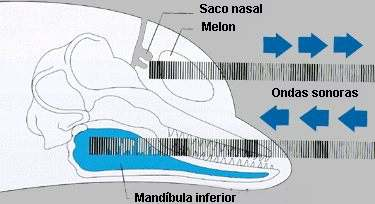 Saco nasal
Melon
Ondas sonoras
Mandíbula inferior